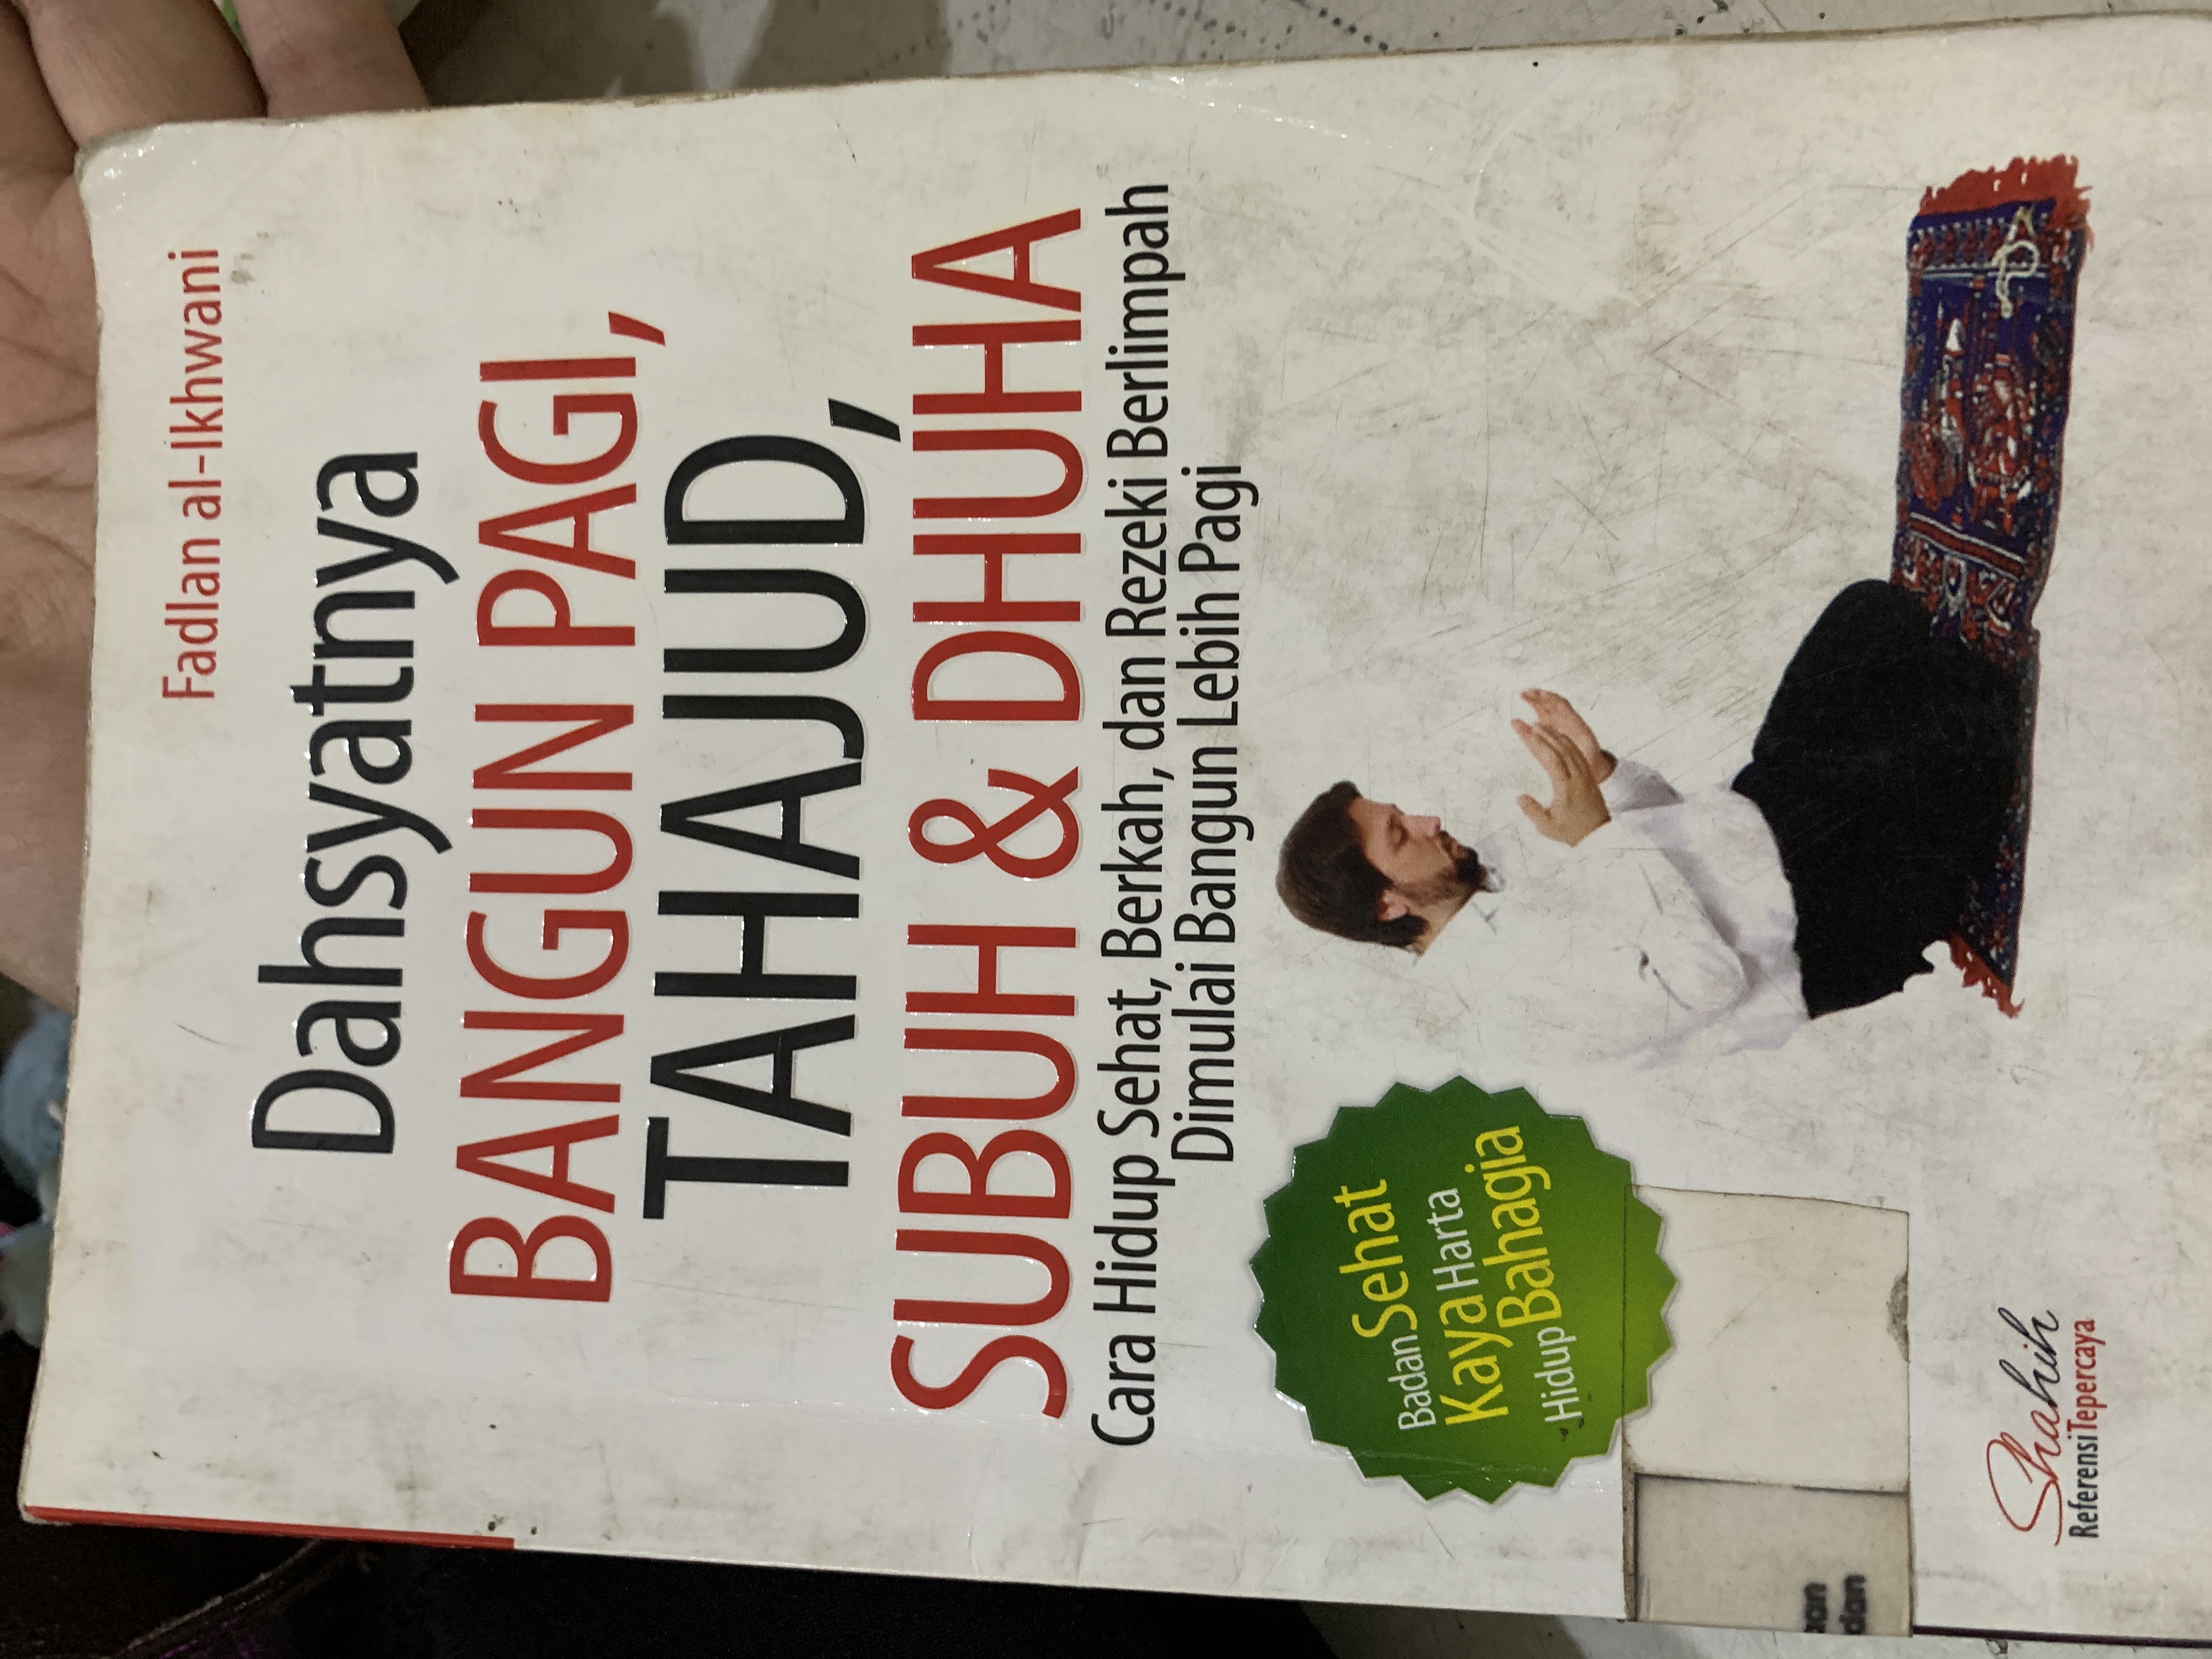 Fadlan al-Ikhwani
Dahsyatnya
BANGUN PAGI,
TAHAJUD,
SUBUH & DHUHA
Cara Hidup Sehat, Berkah, dan Rezeki Berlimpah
Dimulai Bangun Lebih Pagi
Badan Sehat
Kaya Harta
Hidup Bahagia
Shahih
Referensi Tepercaya